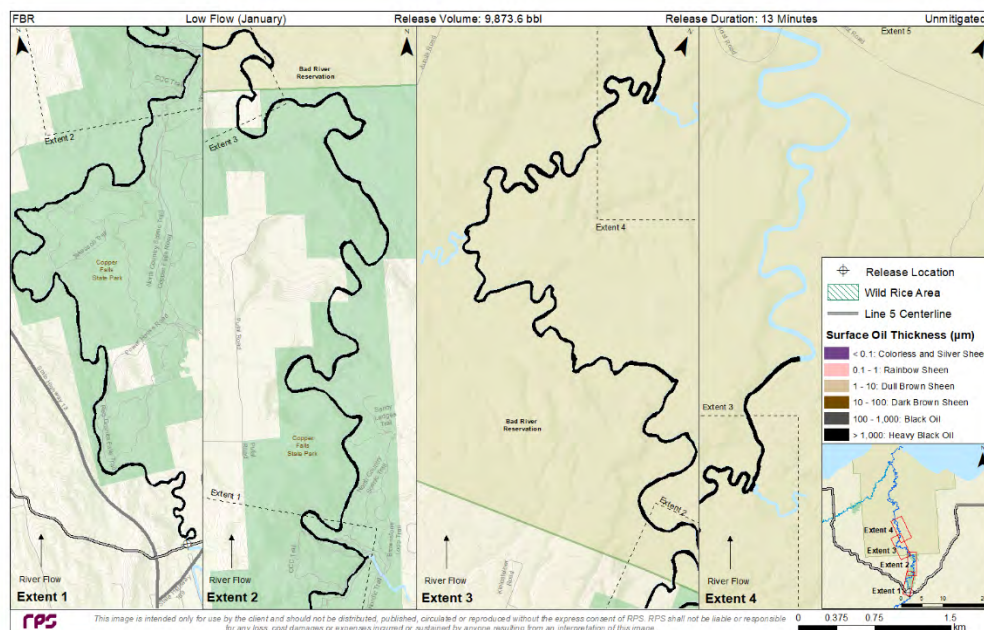 FBR Low Flow (January) Release Volume: 9,873.6 bbl Release Duration: 13 Minutes Unmitigated
N
N
N
Extent 5
Bad River
Reservation
Extent 2
Extent 3
Extent 4
Copper
Falls
State Park
Park Road
Bad River
Reservation
Extent 3
Copper
Falls
State Park
Extent 1
Extent 2
River Flow
Extent 1
River Flow
Extent 2
River Flow
Extent 3
River Flow
Extent 4
Release Location
Wild Rice Area
Line 5 Centerline
Surface Oil Thickness (µm)
< 0.1: Colorless and Silver Shee
0.1 - 1: Rainbow Sheen
1 - 10: Dull Brown Sheen
10 - 100: Dark Brown Sheen
100 - 1,000: Black Oil
> 1,000: Heavy Black Oil
Extent 4
Extent 3
Extent 2
Extent 1
0 5 10 20
km
rps
This image is intended only for use by the client and should not be distributed, published, circulated or reproduced without the express consent of RPS. RPS shall not be liable or responsible
for any loss, cost damages or expenses incurred or sustained by anyone resulting from an interpretation of this image.
0 0.375 0.75 1.5
km